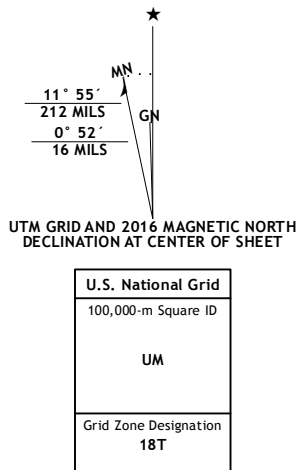 ★
MN
GN
11° 55´
212 MILS
0° 52´
16 MILS
UTM GRID AND 2016 MAGNETIC NORTH
DECLINATION AT CENTER OF SHEET
U.S. National Grid
100,000-m Square ID
UM
Grid Zone Designation
18T